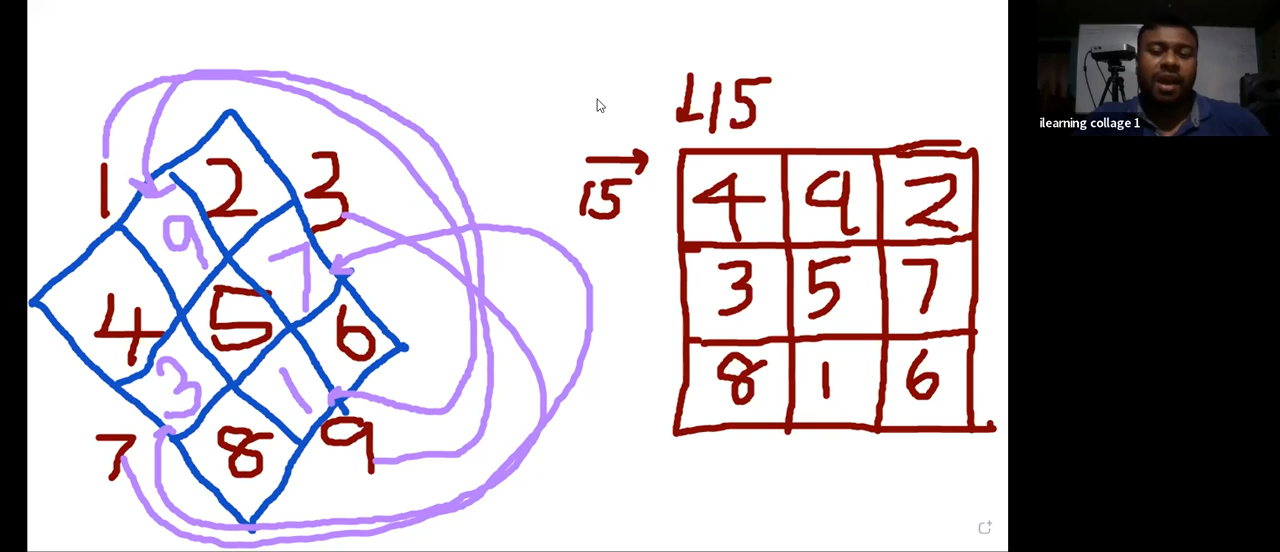 1 2 3
9 7
4 5 6
3 1
7 8 9
15
15
4 9 2
3 5 7
8 1 6
ilearning collage 1